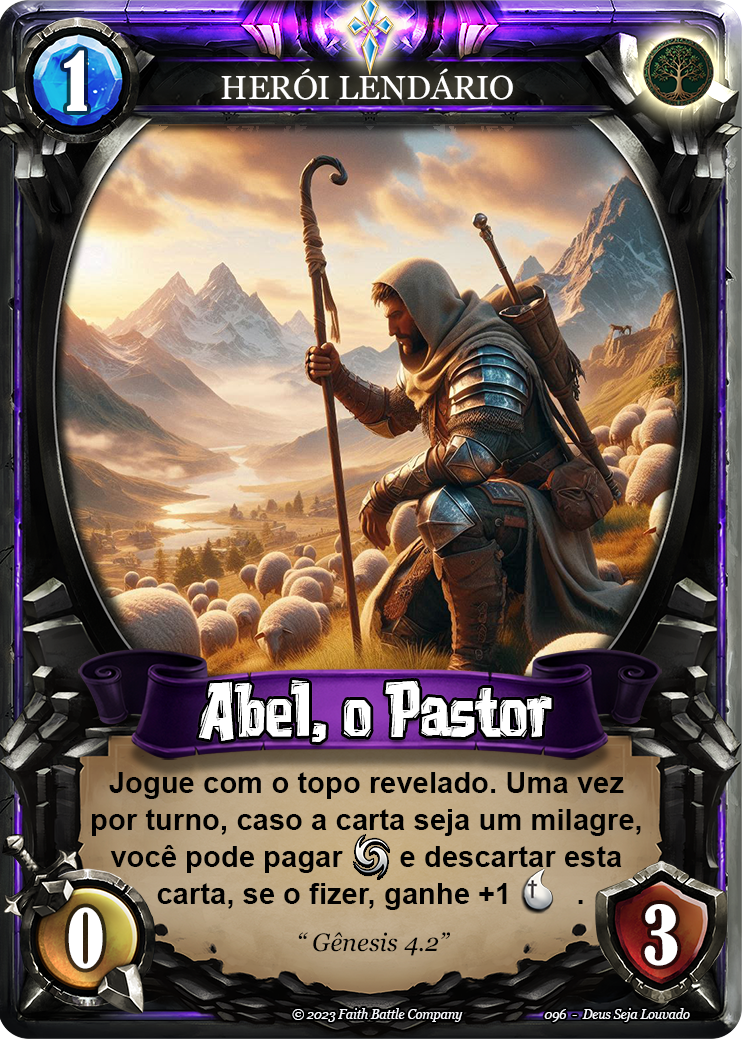 1
HERÓI LENDÁRIO
Abel, o Pastor
Jogue com o topo revelado. Uma vez
por turno, caso a carta seja um milagre,
você pode pagar e descartar esta
carta, se o fizer, ganhe +1 .
“ Gênesis 4.2”
0
3
© 2023 Faith Battle Company
096 - Deus Seja Louvado